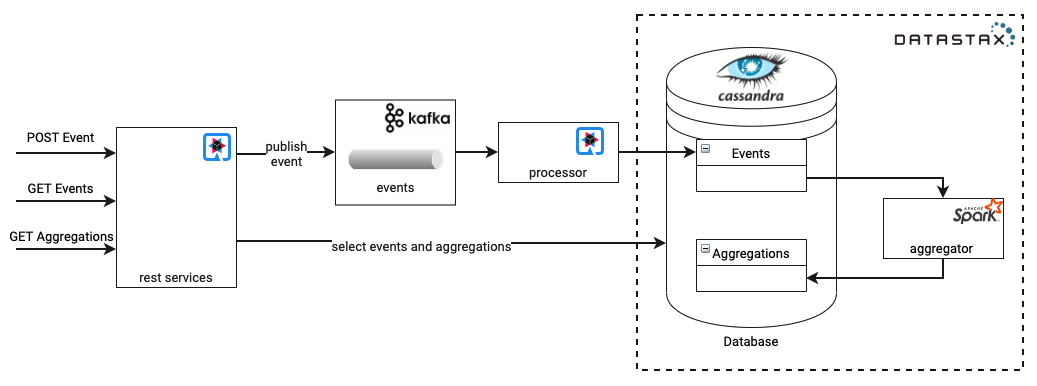 DATASTAX
cassandra
kafka
POST Event
publish
event
Events
processor
events
GET Events
APACHE
Spark
GET Aggregations
select events and aggregations
Aggregations
aggregator
rest services
Database